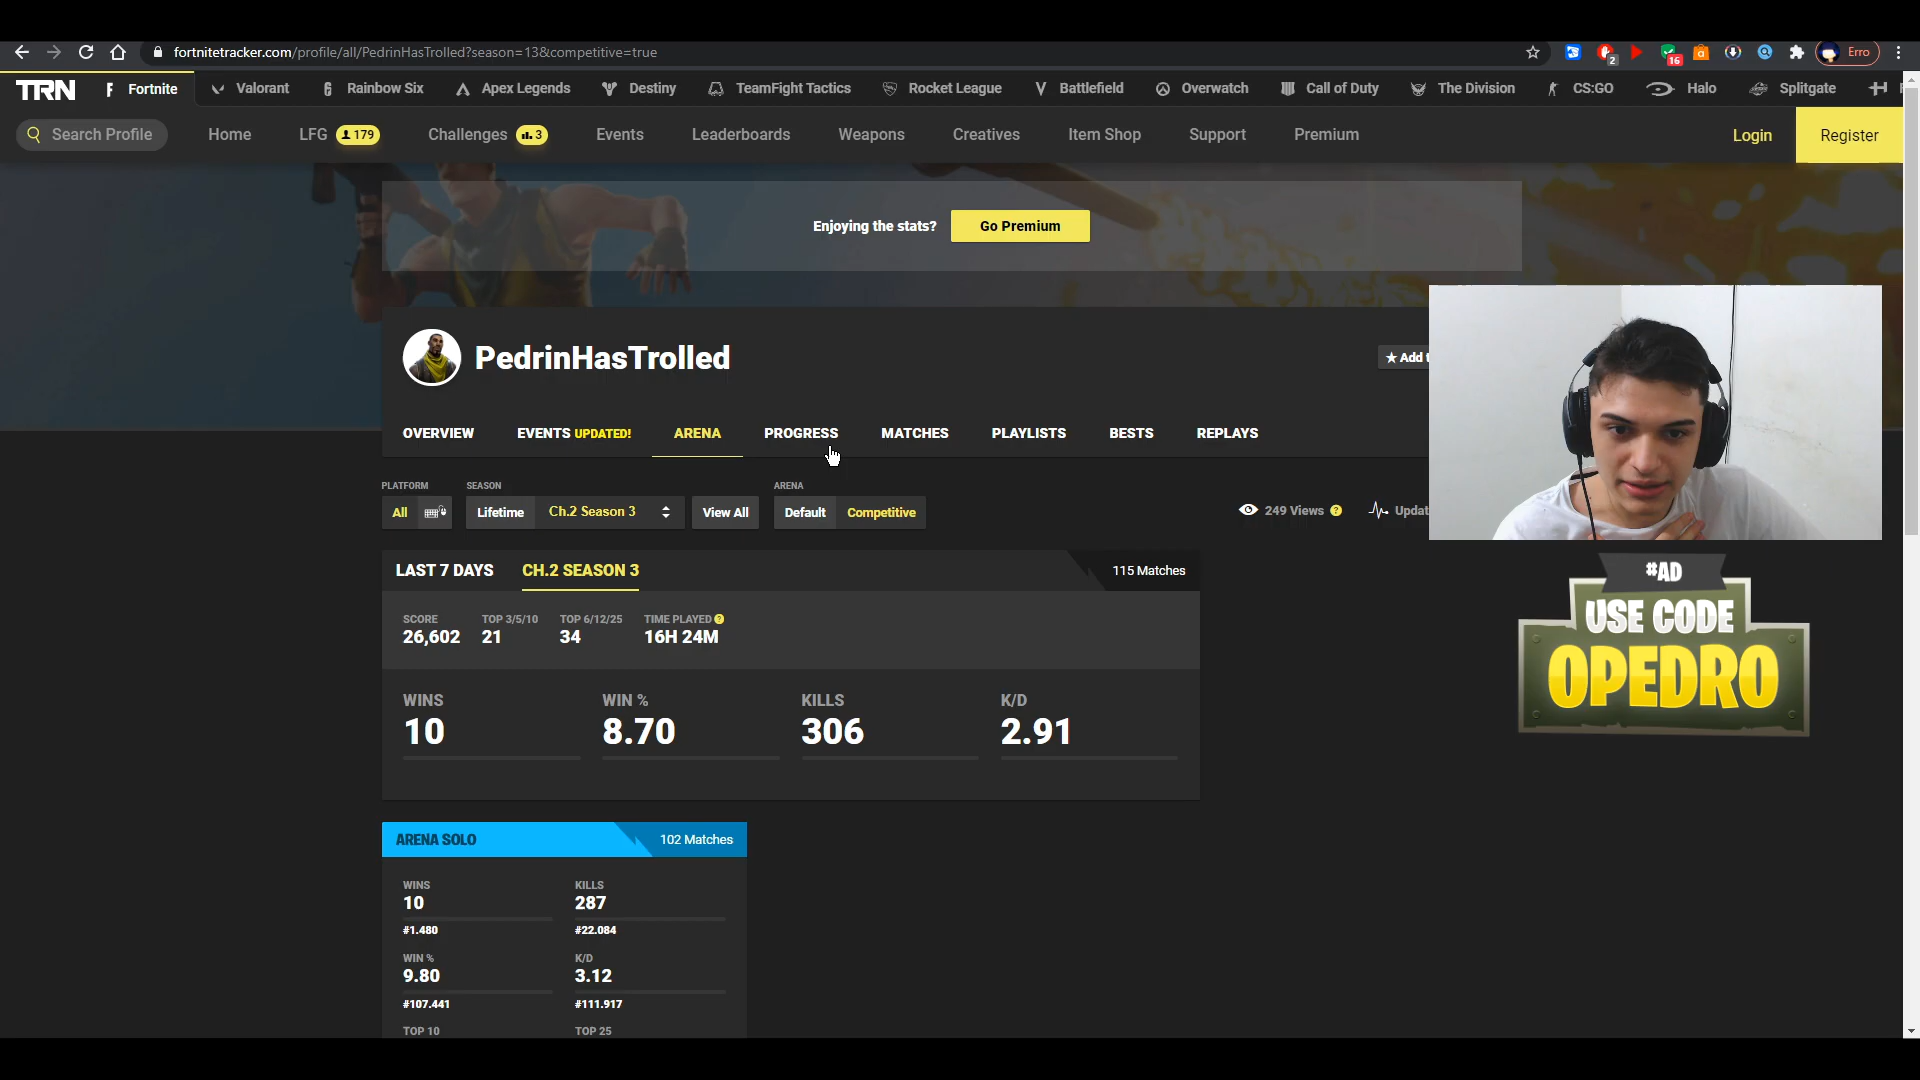 fortnitetracker.com/profile/all/PedrinHasTrolled?season=13&competitive=true
2
16
Erro
TRN
Fortnite
Valorant
Rainbow Six
Apex Legends
Destiny
TeamFight Tactics
Rocket League
Battlefield
Overwatch
Call of Duty
The Division
CS:GO
Halo
Splitgate
Search Profile
Home
LFG 179
Challenges 3
Events
Leaderboards
Weapons
Creatives
Item Shop
Support
Premium
Login
Register
Enjoying the stats?
Go Premium
PedrinHasTrolled
★ Add t
OVERVIEW
EVENTS UPDATED!
ARENA
PROGRESS
MATCHES
PLAYLISTS
BESTS
REPLAYS
PLATFORM
SEASON
ARENA
All
Lifetime
Ch.2 Season 3
View All
Default
Competitive
249 Views ?
Updat
LAST 7 DAYS
CH.2 SEASON 3
115 Matches
SCORE
TOP 3/5/10
TOP 6/12/25
TIME PLAYED ?
26,602
21
34
16H 24M
WINS
WIN %
KILLS
K/D
10
8.70
306
2.91
ARENA SOLO
102 Matches
WINS
KILLS
10
287
#1.480
#22.084
WIN %
K/D
9.80
3.12
#107.441
#111.917
TOP 10
TOP 25
#AD
USE CODE
OPEDRO